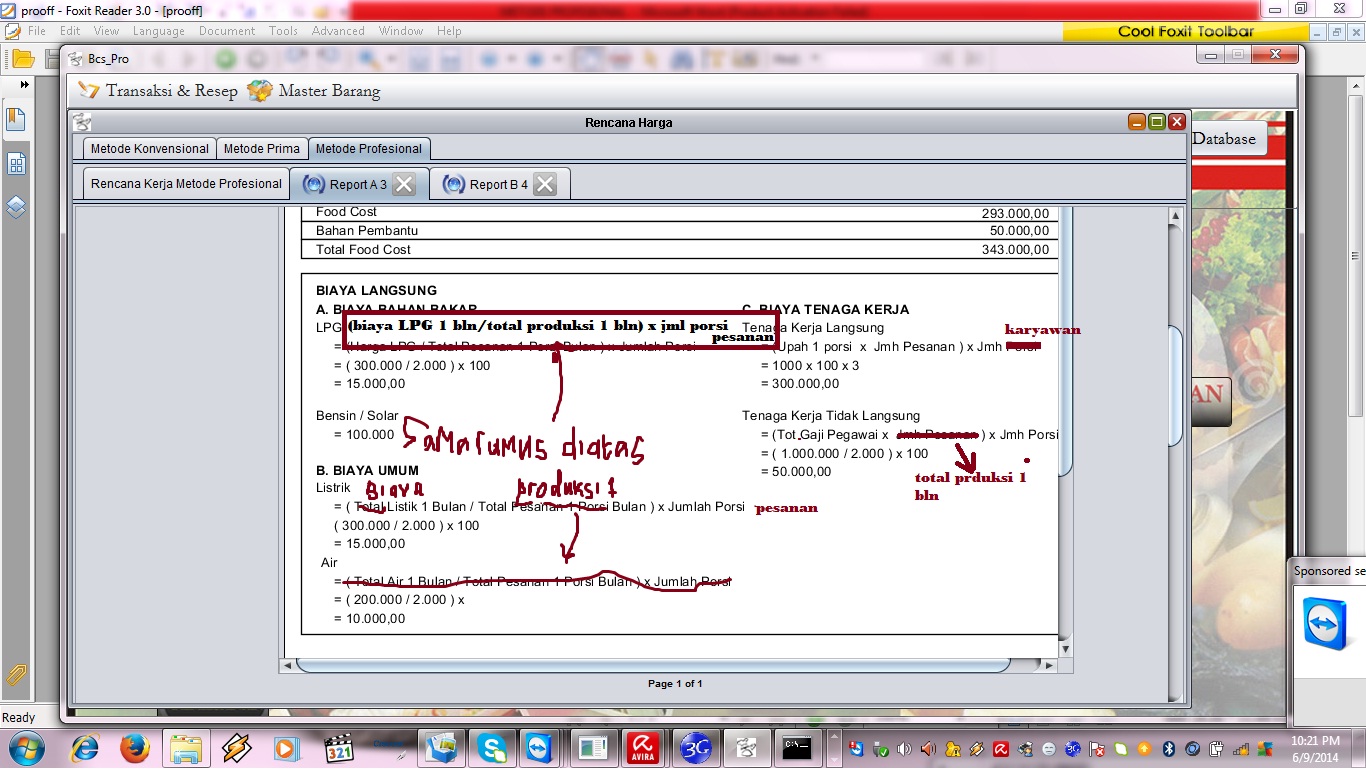 prooff - Foxit Reader 3.0 - [prooff]
File Edit View Language Document Tools Advanced Window Help
Cool Foxit Toolbar
Bcs_Pro
Transaksi & Resep Master Barang
Rencana Harga
Database
Metode Konvensional Metode Prima Metode Profesional
Rencana Kerja Metode Profesional Report A 3 Report B 4
Food Cost 293.000,00
Bahan Pembantu 50.000,00
Total Food Cost 343.000,00
BIAYA LANGSUNG
A. BIAYA BAHAN BAKAR
LPG
(biaya LPG 1 bln/total produksi 1 bln) x jml porsi
pesanan
= (Harga LPG / Total Pesanan 1 Porsi Bulan ) x Jumlah Porsi
= ( 300.000 / 2.000 ) x 100
= 15.000,00
Bensin / Solar
= 100.000
Sama rumus diatas
B. BIAYA UMUM
Listrik
Biaya produksi 1
= ( Total Listik 1 Bulan / Total Pesanan 1 Porsi Bulan ) x Jumlah Porsi pesanan
( 300.000 / 2.000 ) x 100
= 15.000,00
Air
= ( Total Air 1 Bulan / Total Pesanan 1 Porsi Bulan ) x Jumlah Porsi
= ( 200.000 / 2.000 ) x
= 10.000,00
C. BIAYA TENAGA KERJA
Tenaga Kerja Langsung
karyawan
= (Upah 1 porsi x Jmh Pesanan ) x Jmh Porsi
= 1000 x 100 x 3
= 300.000,00
Tenaga Kerja Tidak Langsung
= (Tot.Gaji Pegawai x Jmh Pesanan ) x Jmh Porsi
= ( 1.000.000 / 2.000 ) x 100
= 50.000,00
total prduksi 1
bln
AN
Page 1 of 1
Sponsored se
Ready
321
AVIRA
3G
C:\
10:21 PM
6/9/2014